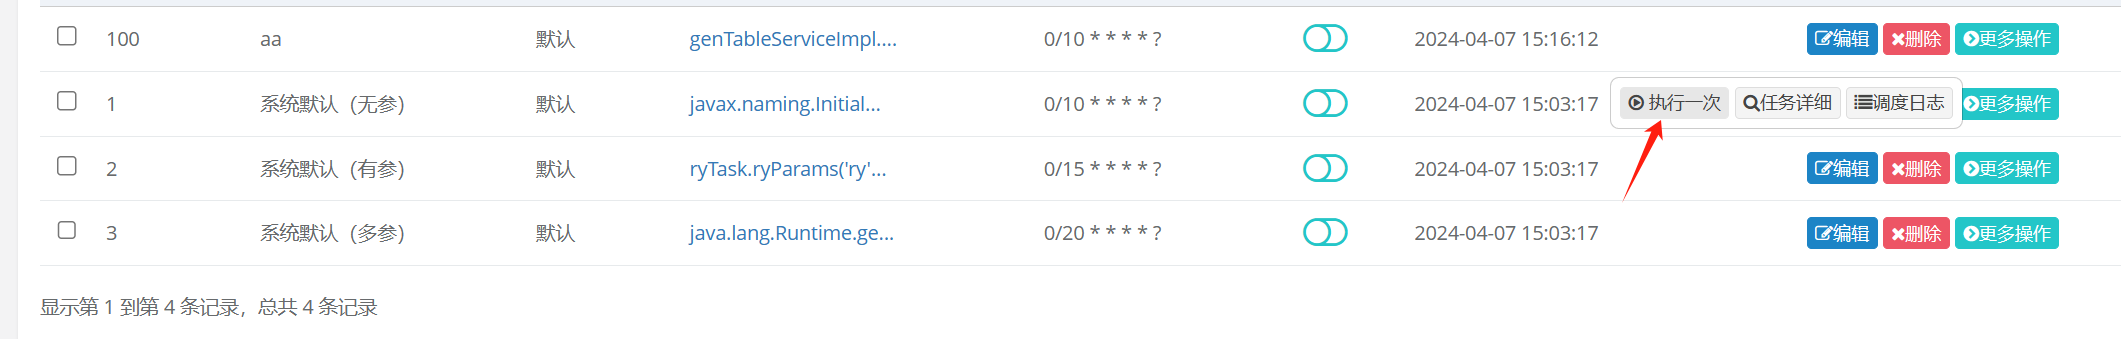 100 aa 默认 genTableServiceImpl.... 0/10 * * * * ? 2024-04-07 15:16:12 编辑 删除 更多操作
1 系统默认（无参） 默认 javax.naming.Initial... 0/10 * * * * ? 2024-04-07 15:03:17 执行一次 任务详细 调度日志 更多操作
2 系统默认（有参） 默认 ryTask.ryParams('ry'... 0/15 * * * * ? 2024-04-07 15:03:17 编辑 删除 更多操作
3 系统默认（多参） 默认 java.lang.Runtime.ge... 0/20 * * * * ? 2024-04-07 15:03:17 编辑 删除 更多操作
显示第 1 到第 4 条记录，总共 4 条记录